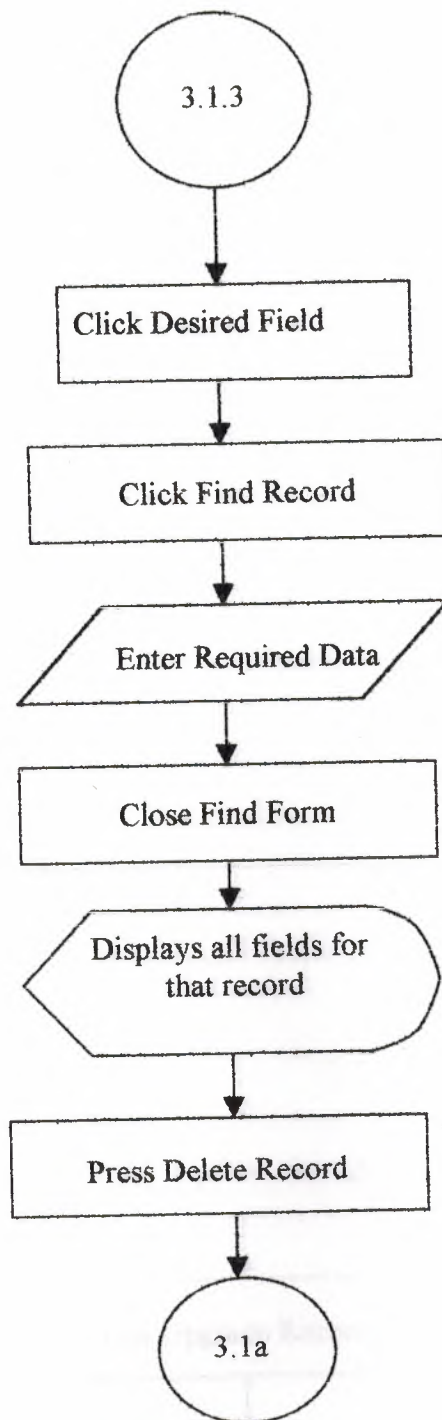 3.1.3
Click Desired Field
Click Find Record
Enter Required Data
Close Find Form
Displays all fields for
that record
Press Delete Record
3.1a